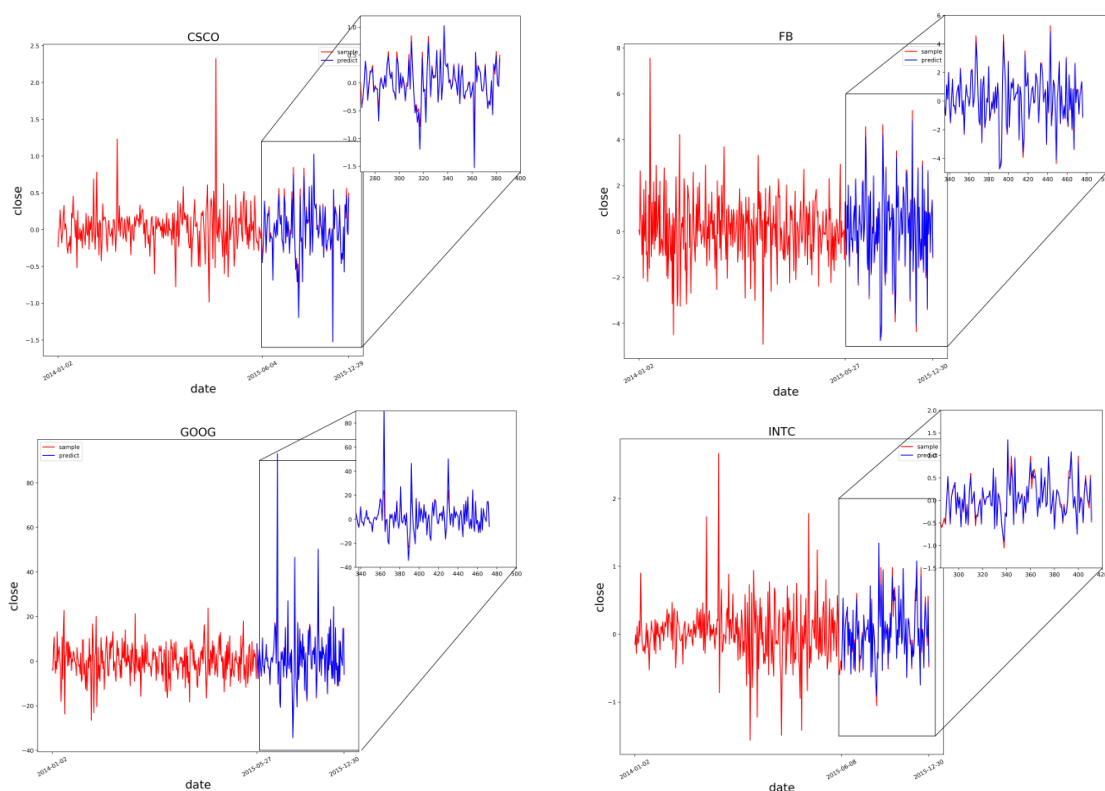 CSCO
sample
predict
2.5
2.0
1.5
1.0
0.5
0.0
−0.5
−1.0
−1.5
close
2014-01-02
2015-06-04
2015-12-29
date
1.0
0.5
0.0
−0.5
−1.0
−1.5
280 300 320 340 360 380 400
FB
sample
predict
8
6
4
2
0
−2
−4
close
2014-01-02
2015-05-27
2015-12-30
date
6
4
2
0
−2
−4
sample
predict
340 360 380 400 420 440 460 480
GOOG
sample
predict
80
60
40
20
0
−20
−40
close
2014-01-02
2015-05-27
2015-12-30
date
80
60
40
20
0
−20
−40
340 360 380 400 420 440 460 480 500
INTC
sample
predict
2
1
0
−1
close
2014-01-02
2015-06-08
2015-12-30
date
2.0
1.5
1.0
0.5
0.0
−0.5
−1.0
−1.5
300 320 340 360 380 400 420